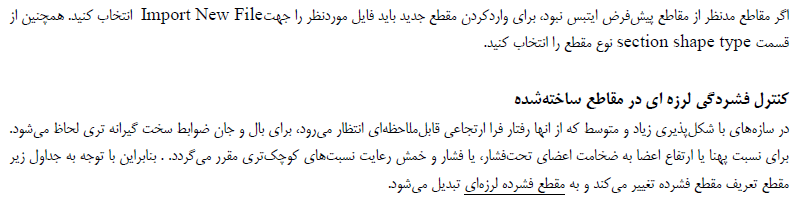 اگر مقاطع مدنظر از مقاطع پیش‌فرض ایتبس نبود، برای واردکردن مقطع جدید باید فایل موردنظر را جهتImport New File انتخاب کنید. همچنین از
قسمت section shape type نوع مقطع را انتخاب کنید.
کنترل فشردگی لرزه ای در مقاطع ساخته‌شده
در سازه‌های با شکل‌پذیری زیاد و متوسط که از انها رفتار فرا ارتجاعی قابل‌ملاحظه‌ای انتظار می‌رود، برای بال و جان ضوابط سخت گیرانه تری لحاظ می‌شود.
برای نسبت پهنا یا ارتفاع اعضا به ضخامت اعضای تحت‌فشار، یا فشار و خمش رعایت نسبت‌های کوچک‌تری مقرر می‌گردد. . بنابراین با توجه به جداول زیر
مقطع تعریف مقطع فشرده تغییر می‌کند و به مقطع فشرده لرزه‌ای تبدیل می‌شود.